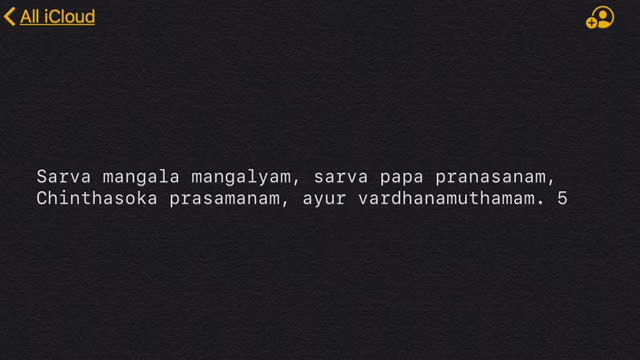 All iCloud
Sarva mangala mangalyam, sarva papa pranasanam,
Chinthasoka prasamanam, ayur vardhanamuthamam. 5